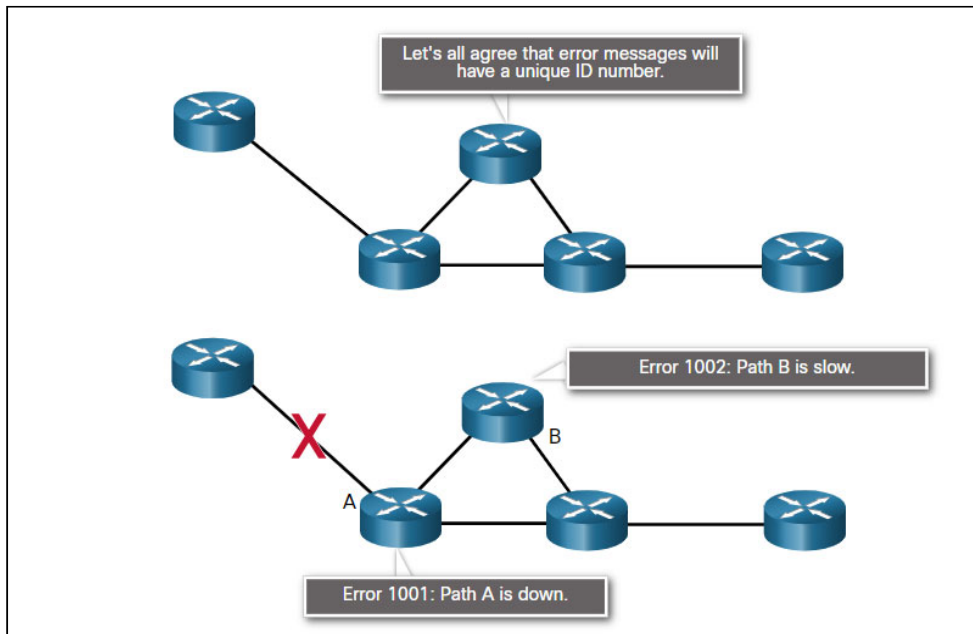 Let's all agree that error messages will
have a unique ID number.
Error 1002: Path B is slow.
B
A
Error 1001: Path A is down.